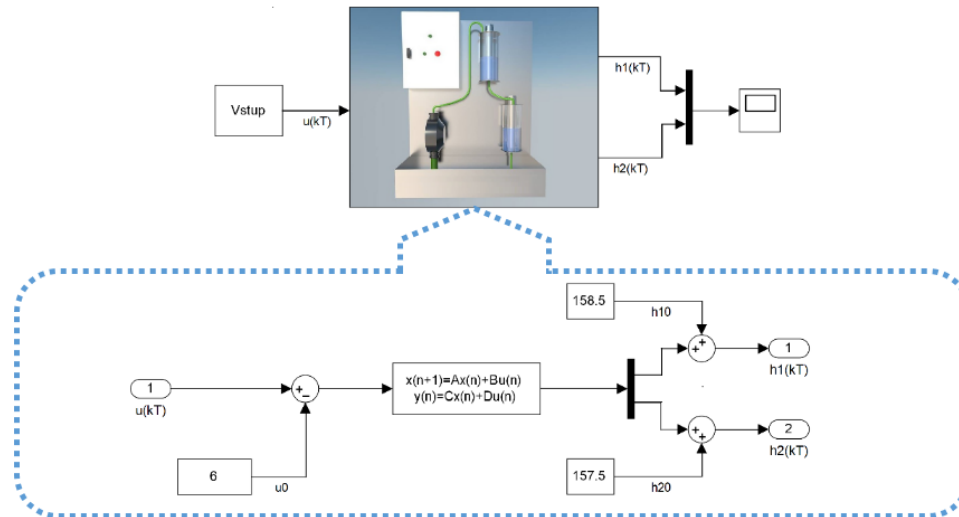 Vstup
u(kT)
h1(kT)
h2(kT)
158.5
h10
1
h1(kT)
1
u(kT)
x(n+1)=Ax(n)+Bu(n)
y(n)=Cx(n)+Du(n)
2
h2(kT)
6
u0
157.5
h20